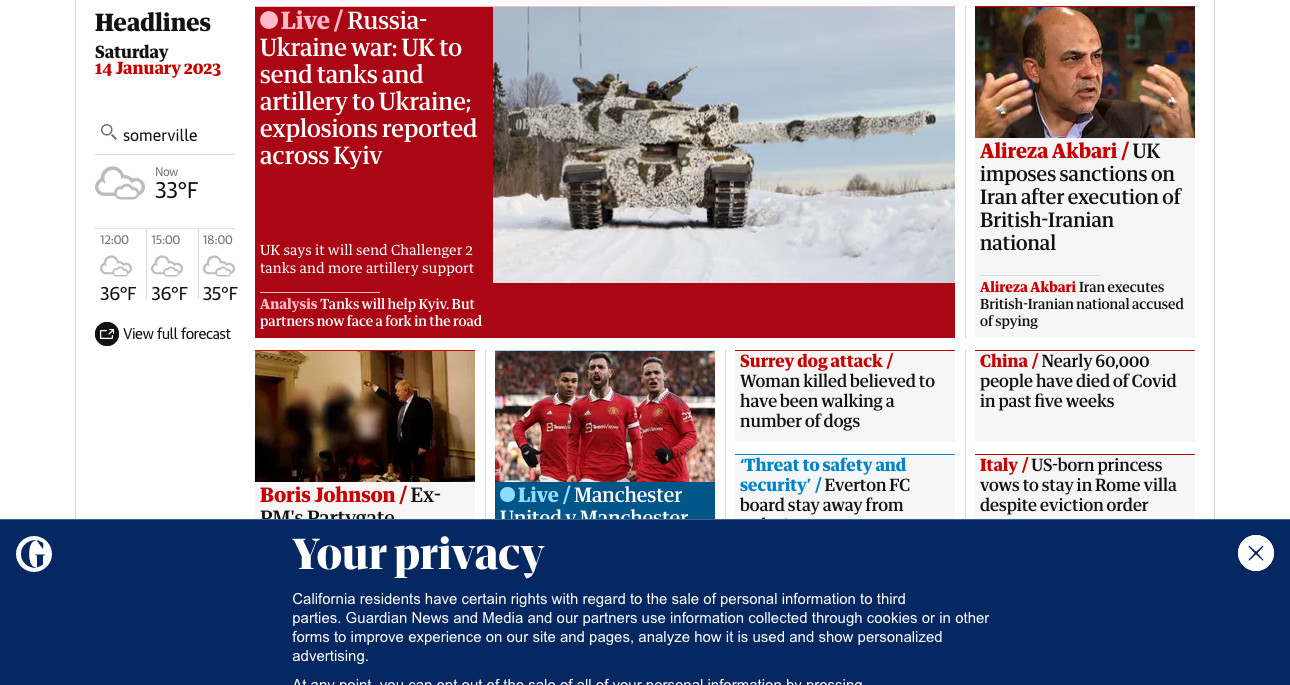 Headlines
Saturday
14 January 2023
somerville
Now
33°F
12:00
15:00
18:00
36°F
36°F
35°F
View full forecast
Live / Russia-
Ukraine war: UK to
send tanks and
artillery to Ukraine;
explosions reported
across Kyiv
UK says it will send Challenger 2
tanks and more artillery support
Analysis Tanks will help Kyiv. But
partners now face a fork in the road
Alireza Akbari / UK
imposes sanctions on
Iran after execution of
British-Iranian
national
Alireza Akbari Iran executes
British-Iranian national accused
of spying
Boris Johnson / Ex-
PM's Partygate
TeamViewer
TeamViewer
Live / Manchester
United v Manchester
Surrey dog attack /
Woman killed believed to
have been walking a
number of dogs
‘Threat to safety and
security’ / Everton FC
board stay away from
China / Nearly 60,000
people have died of Covid
in past five weeks
Italy / US-born princess
vows to stay in Rome villa
despite eviction order
G
Your privacy
California residents have certain rights with regard to the sale of personal information to third
parties. Guardian News and Media and our partners use information collected through cookies or in other
forms to improve experience on our site and pages, analyze how it is used and show personalized
advertising.
At any point, you can opt out of the sale of all of your personal information by pressing